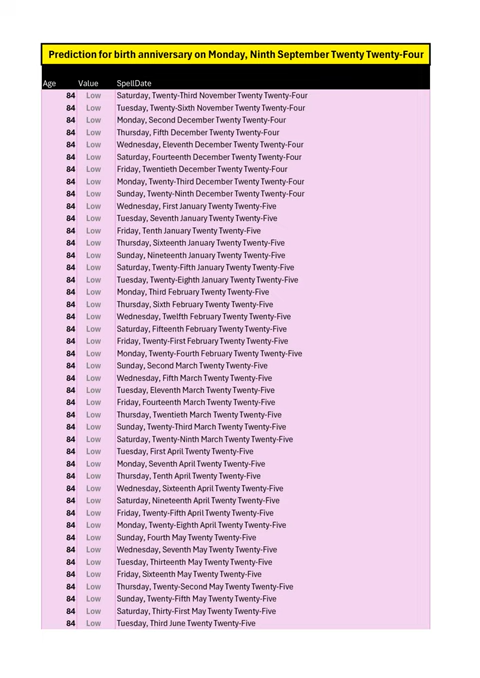 Prediction for birth anniversary on Monday, Ninth September Twenty Twenty-Four
Age Value SpellDate
84 Low Saturday, Twenty-Third November Twenty Twenty-Four
84 Low Tuesday, Twenty-Sixth November Twenty Twenty-Four
84 Low Monday, Second December Twenty Twenty-Four
84 Low Thursday, Fifth December Twenty Twenty-Four
84 Low Wednesday, Eleventh December Twenty Twenty-Four
84 Low Saturday, Fourteenth December Twenty Twenty-Four
84 Low Friday, Twentieth December Twenty Twenty-Four
84 Low Monday, Twenty-Third December Twenty Twenty-Four
84 Low Sunday, Twenty-Ninth December Twenty Twenty-Four
84 Low Wednesday, First January Twenty Twenty-Five
84 Low Tuesday, Seventh January Twenty Twenty-Five
84 Low Friday, Tenth January Twenty Twenty-Five
84 Low Thursday, Sixteenth January Twenty Twenty-Five
84 Low Sunday, Nineteenth January Twenty Twenty-Five
84 Low Saturday, Twenty-Fifth January Twenty Twenty-Five
84 Low Tuesday, Twenty-Eighth January Twenty Twenty-Five
84 Low Monday, Third February Twenty Twenty-Five
84 Low Thursday, Sixth February Twenty Twenty-Five
84 Low Wednesday, Twelfth February Twenty Twenty-Five
84 Low Saturday, Fifteenth February Twenty Twenty-Five
84 Low Friday, Twenty-First February Twenty Twenty-Five
84 Low Monday, Twenty-Fourth February Twenty Twenty-Five
84 Low Sunday, Second March Twenty Twenty-Five
84 Low Wednesday, Fifth March Twenty Twenty-Five
84 Low Tuesday, Eleventh March Twenty Twenty-Five
84 Low Friday, Fourteenth March Twenty Twenty-Five
84 Low Thursday, Twentieth March Twenty Twenty-Five
84 Low Sunday, Twenty-Third March Twenty Twenty-Five
84 Low Saturday, Twenty-Ninth March Twenty Twenty-Five
84 Low Tuesday, First April Twenty Twenty-Five
84 Low Monday, Seventh April Twenty Twenty-Five
84 Low Thursday, Tenth April Twenty Twenty-Five
84 Low Wednesday, Sixteenth April Twenty Twenty-Five
84 Low Saturday, Nineteenth April Twenty Twenty-Five
84 Low Friday, Twenty-Fifth April Twenty Twenty-Five
84 Low Monday, Twenty-Eighth April Twenty Twenty-Five
84 Low Sunday, Fourth May Twenty Twenty-Five
84 Low Wednesday, Seventh May Twenty Twenty-Five
84 Low Tuesday, Thirteenth May Twenty Twenty-Five
84 Low Friday, Sixteenth May Twenty Twenty-Five
84 Low Thursday, Twenty-Second May Twenty Twenty-Five
84 Low Sunday, Twenty-Fifth May Twenty Twenty-Five
84 Low Saturday, Thirty-First May Twenty Twenty-Five
84 Low Tuesday, Third June Twenty Twenty-Five